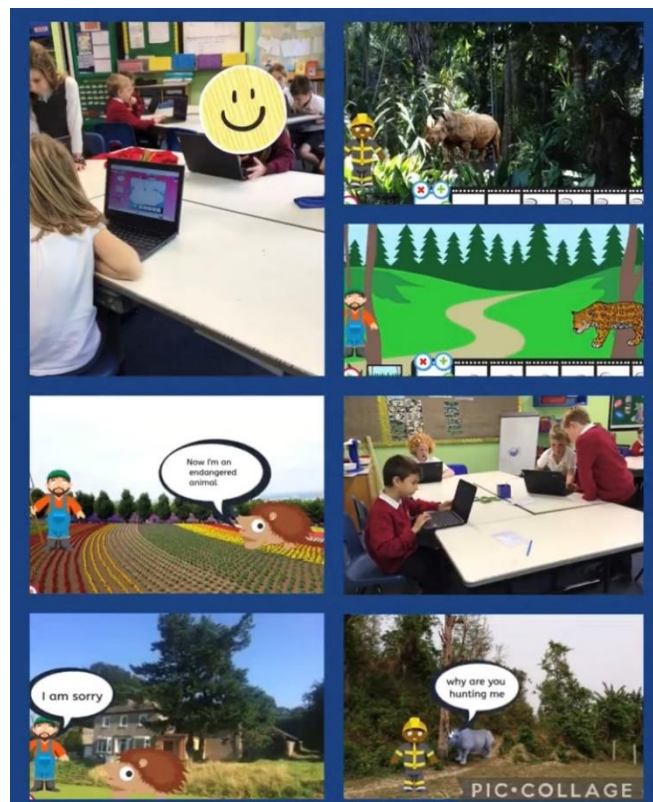 Now I'm an
endangered
animal.
I am sorry
why are you
hunting me
PIC•COLLAGE